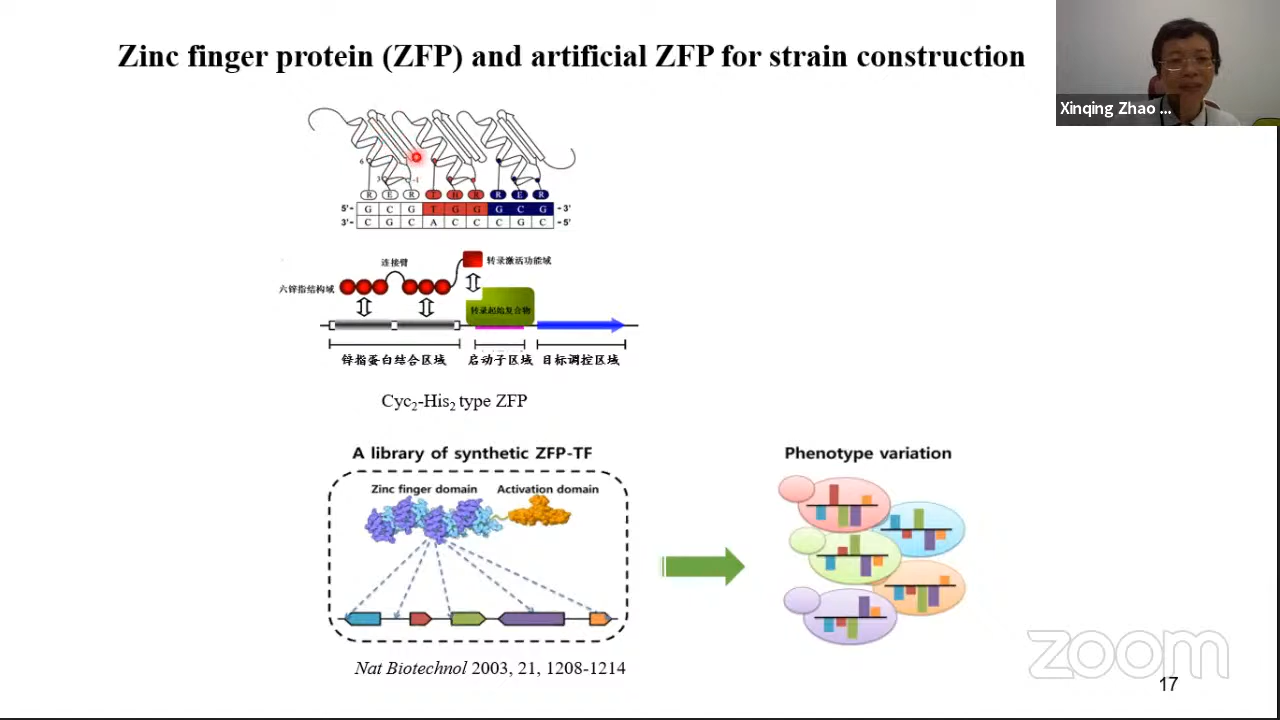 Zinc finger protein (ZFP) and artificial ZFP for strain construction
Xinqing Zhao ...
6
3
-1
R E R R R E R
5'- G C G T G G G C G -3'
3'- C G C A C C C G C -5'
连接臂
转录激活功能域
六锌指结构域
转录起始复合物
锌指蛋白结合区域 启动子区域 目标调控区域
Cyc2-His2 type ZFP
A library of synthetic ZFP-TF
Phenotype variation
Zinc finger domain Activation domain
Nat Biotechnol 2003, 21, 1208-1214
zoom
17